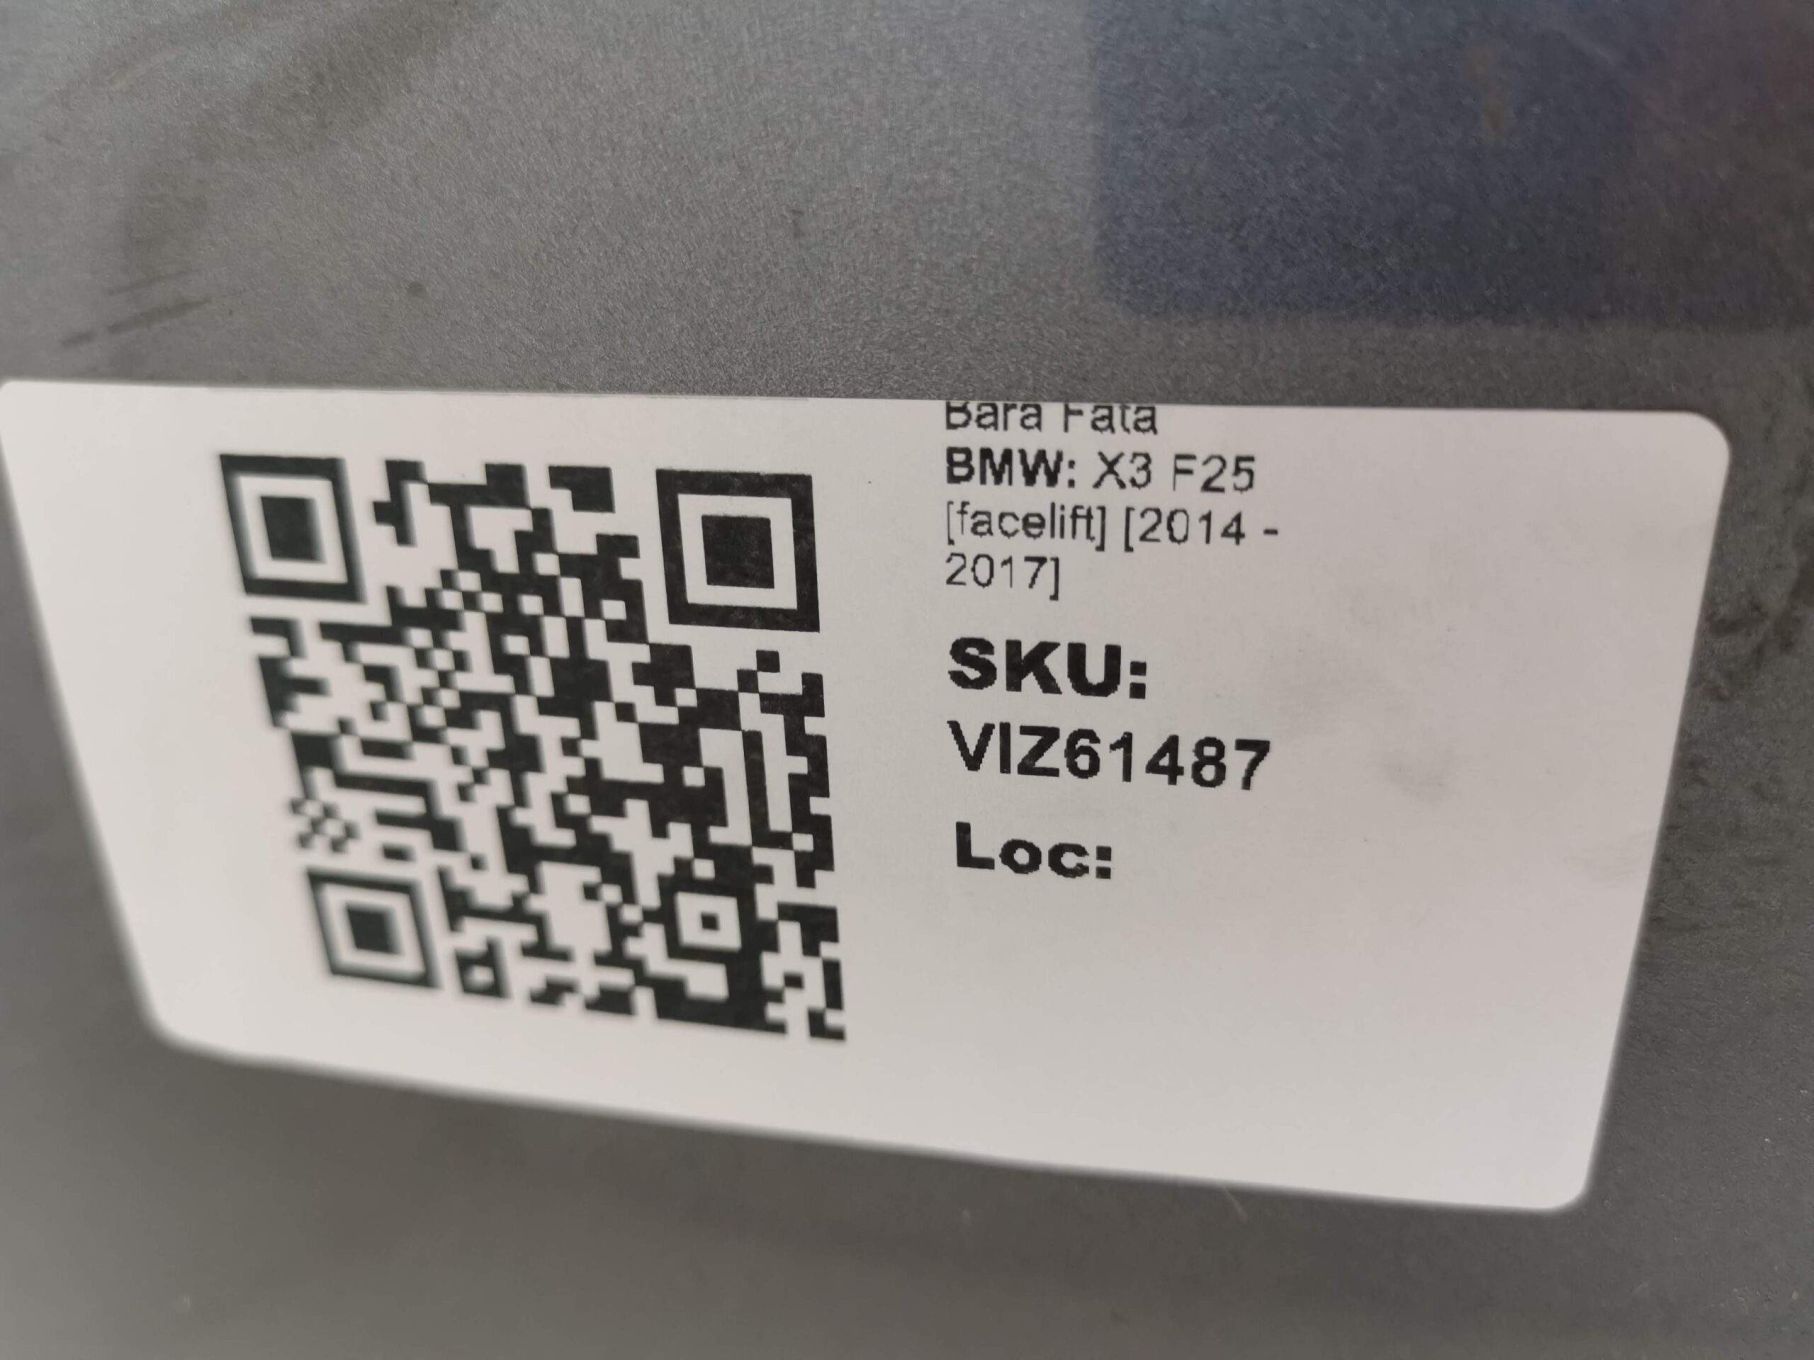 Bara Fata
BMW: X3 F25
[facelift] [2014 -
2017]
SKU:
VIZ61487
Loc: